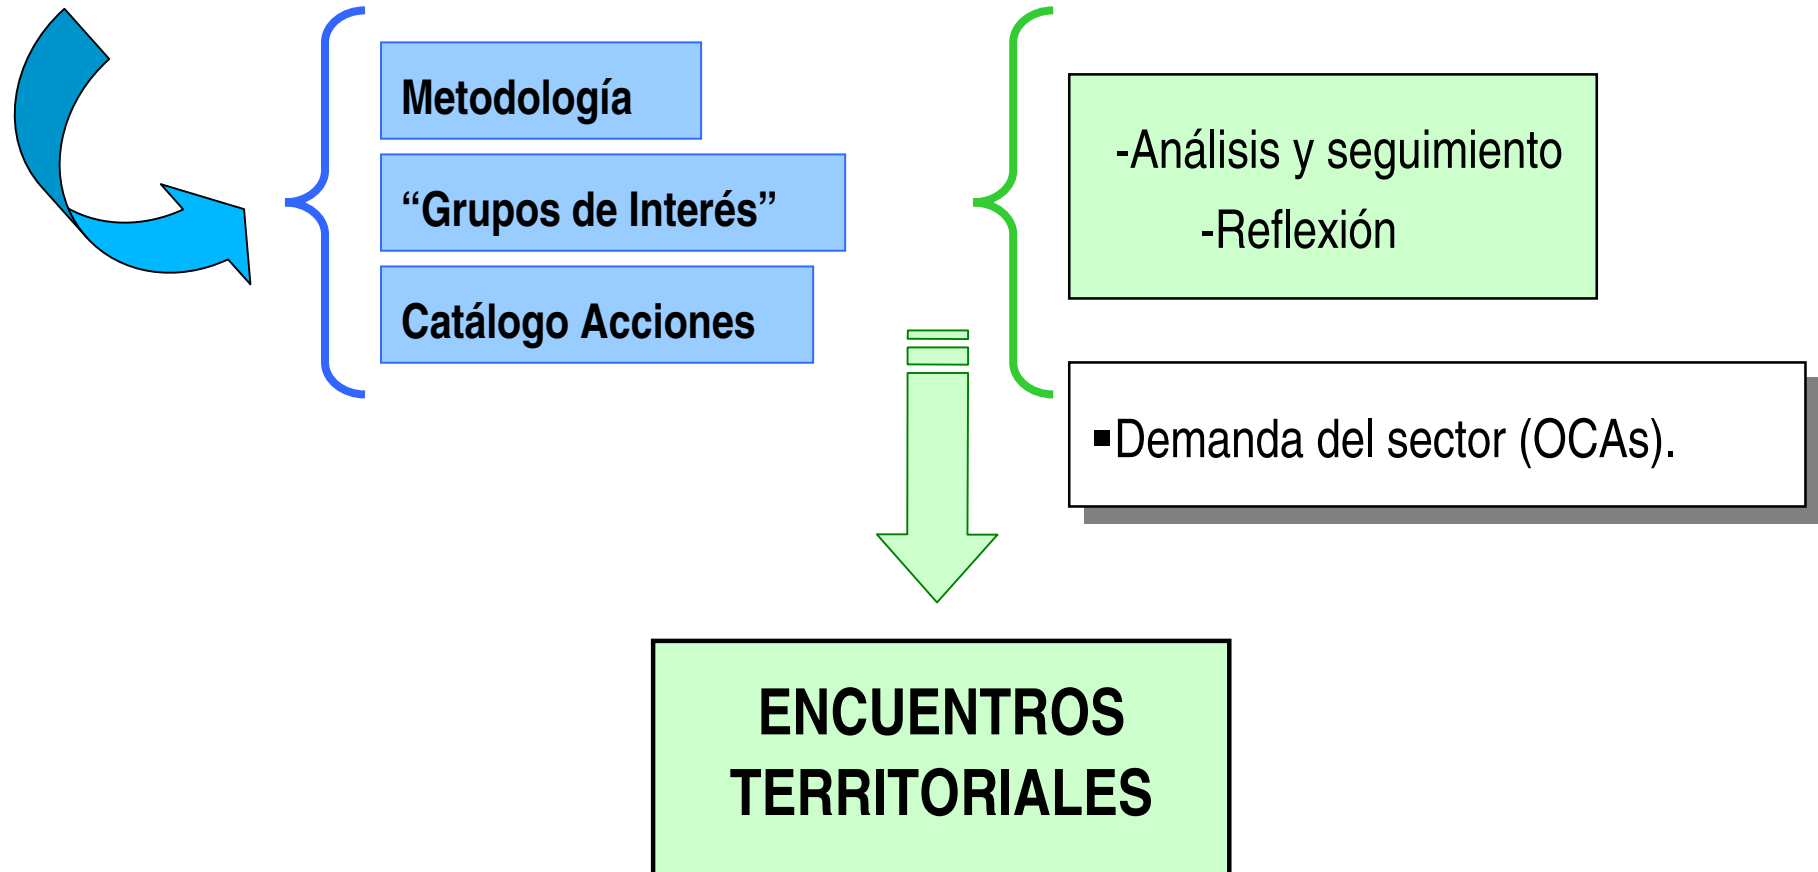 Metodología
“Grupos de Interés”
Catálogo Acciones
-Análisis y seguimiento
-Reflexión
▪Demanda del sector (OCAs).
ENCUENTROS
TERRITORIALES